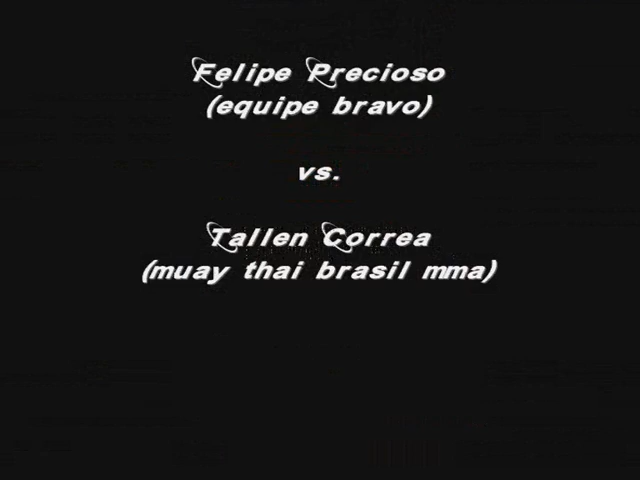 Felipe Precioso
(equipe bravo)
vs.
Tallen Correa
(muay thai brasil mma)